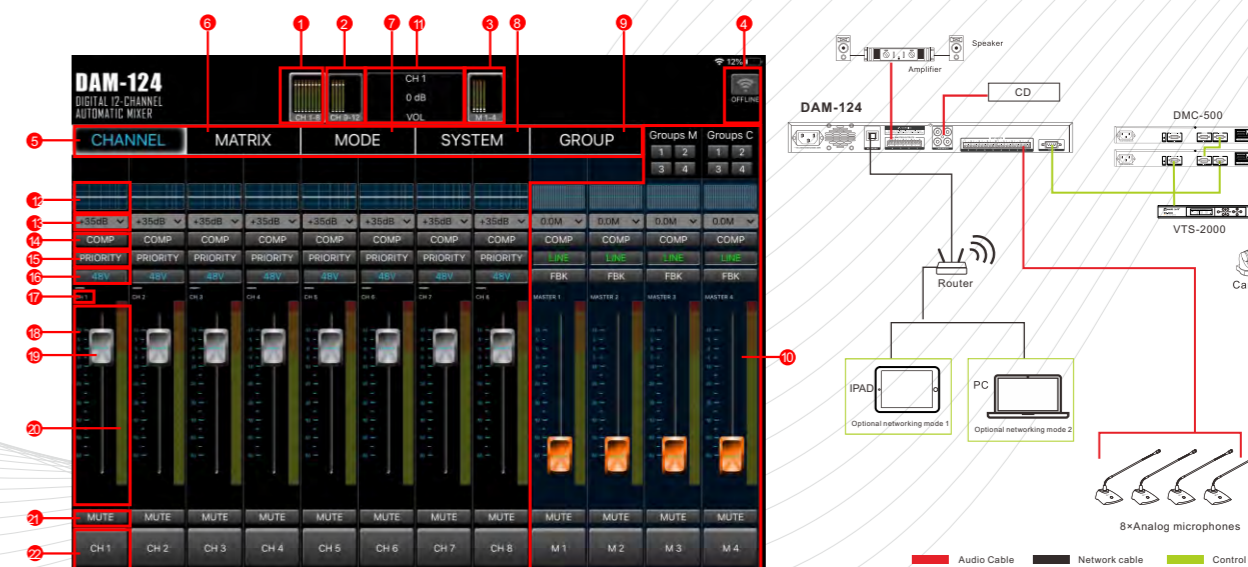 6 1 2 7 11 3 8 9 4
12%
DAM-124
DIGITAL 12-CHANNEL
AUTOMATIC MIXER
CH 1-8
CH 9-12
CH 1
0 dB
VOL
M 1-4
OFFLINE
5
CHANNEL MATRIX MODE SYSTEM GROUP
Groups M Groups C
1 2 1 2
3 4 3 4
12
13
+35dB +35dB +35dB +35dB +35dB +35dB +35dB +35dB 0.0M 0.0M 0.0M 0.0M
14
COMP COMP COMP COMP COMP COMP COMP COMP COMP COMP COMP COMP
15
PRIORITY PRIORITY PRIORITY PRIORITY PRIORITY PRIORITY PRIORITY PRIORITY LINE LINE LINE LINE
16
48V 48V 48V 48V 48V 48V 48V 48V FBK FBK FBK FBK
17
CH 2 CH 3 CH 4 CH 5 CH 6 CH 7 CH 8 MASTER 1 MASTER 2 MASTER 3 MASTER 4
18
19
10
20
21
MUTE MUTE MUTE MUTE MUTE MUTE MUTE MUTE MUTE MUTE MUTE MUTE
22
CH 1 CH 2 CH 3 CH 4 CH 5 CH 6 CH 7 CH 8 M 1 M 2 M 3 M 4
Speaker
Amplifier
CD
DAM-124
DMC-500
VTS-2000
Router
Ca
IPAD
Optional networking mode 1
PC
Optional networking mode 2
8×Analog microphones
Audio Cable
Network cable
Control